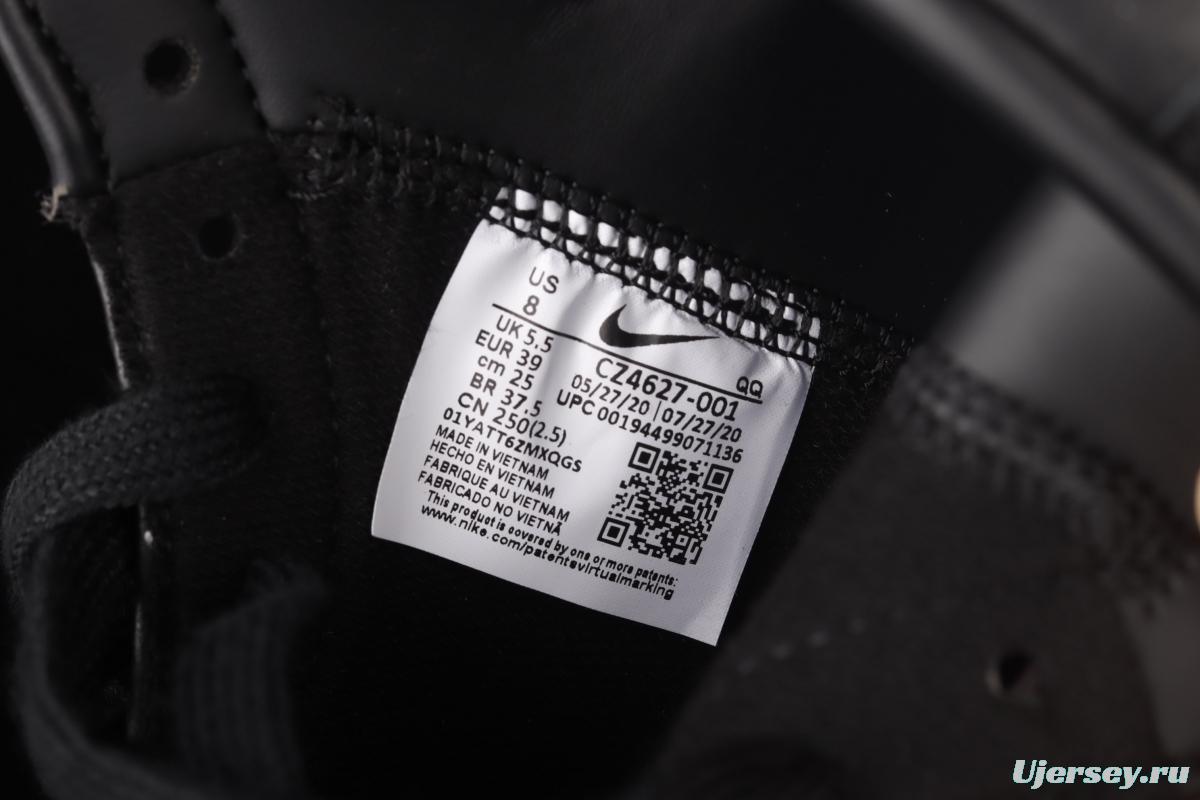 US
8
UK 5.5
EUR 39
cm 25
BR 37.5
CN 250(2.5)
01YATT6ZMXQGS
MADE IN VIETNAM
HECHO EN VIETNAM
FABRIQUE AU VIETNAM
FABRICADO NO VIETNÃ
This product is covered by one or more patents:
www.nike.com/patentsvirtualmarking
QQ
CZ4627-001
05/27/20 | 07/27/20
UPC 00194499071136
Ujersey.ru